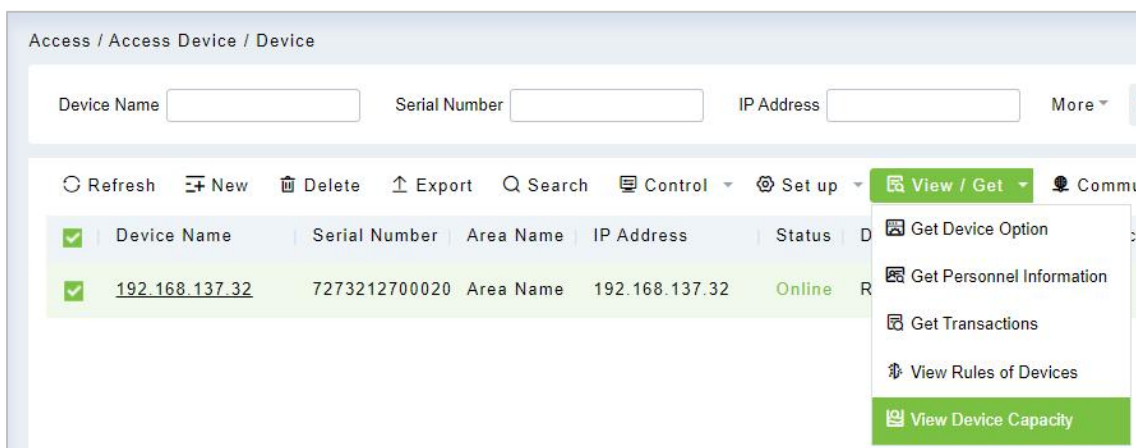 Access / Access Device / Device
Device Name Serial Number IP Address More
Refresh New Delete Export Search Control Set up View / Get
Device Name Serial Number Area Name IP Address Status
192.168.137.32 7273212700020 Area Name 192.168.137.32 Online
Get Device Option
Get Personnel Information
Get Transactions
View Rules of Devices
View Device Capacity